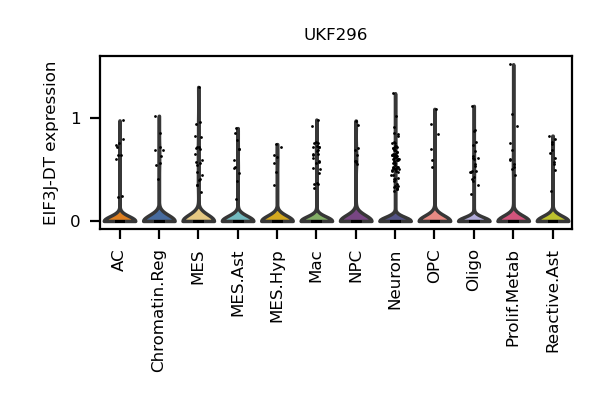 UKF296
EIF3J-DT expression
1
0
AC
Chromatin.Reg
MES
MES.Ast
MES.Hyp
Mac
NPC
Neuron
OPC
Oligo
Prolif.Metab
Reactive.Ast